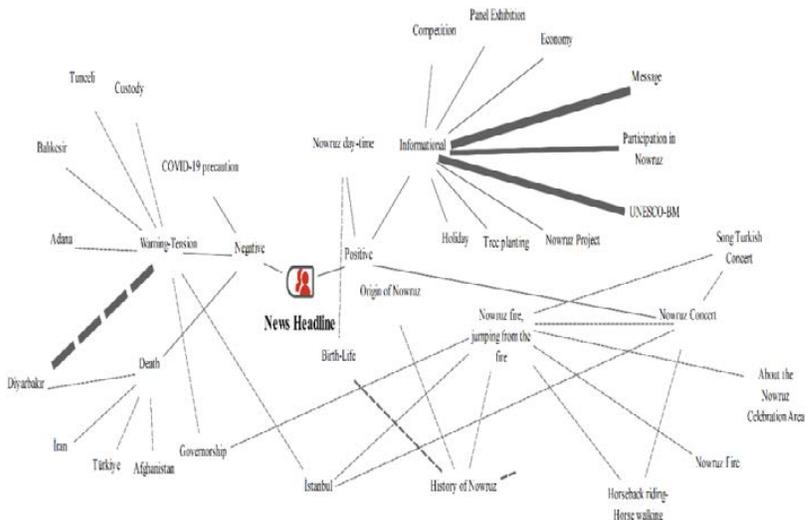 Panel Exhibition
Competition
Economy
Message
Tunceli
Custody
Nowruz day-time
Informational
Participation in
Nowruz
Balıkesir
COVID-19 precaution
UNESCO-BM
Adana
Warning-Tension
Negative
Positive
Holiday
Tree planting
Nowruz Project
Song Turkish
Concert
Origin of Nowruz
News Headline
Nowruz fire,
jumping from the
fire
Nowruz Concert
Birth-Life
Death
Diyarbakır
About the
Nowruz
Celebration Area
İran
Türkiye
Afghanistan
Governorship
İstanbul
History of Nowruz
Nowruz Fire
Horseback riding-
Horse walking